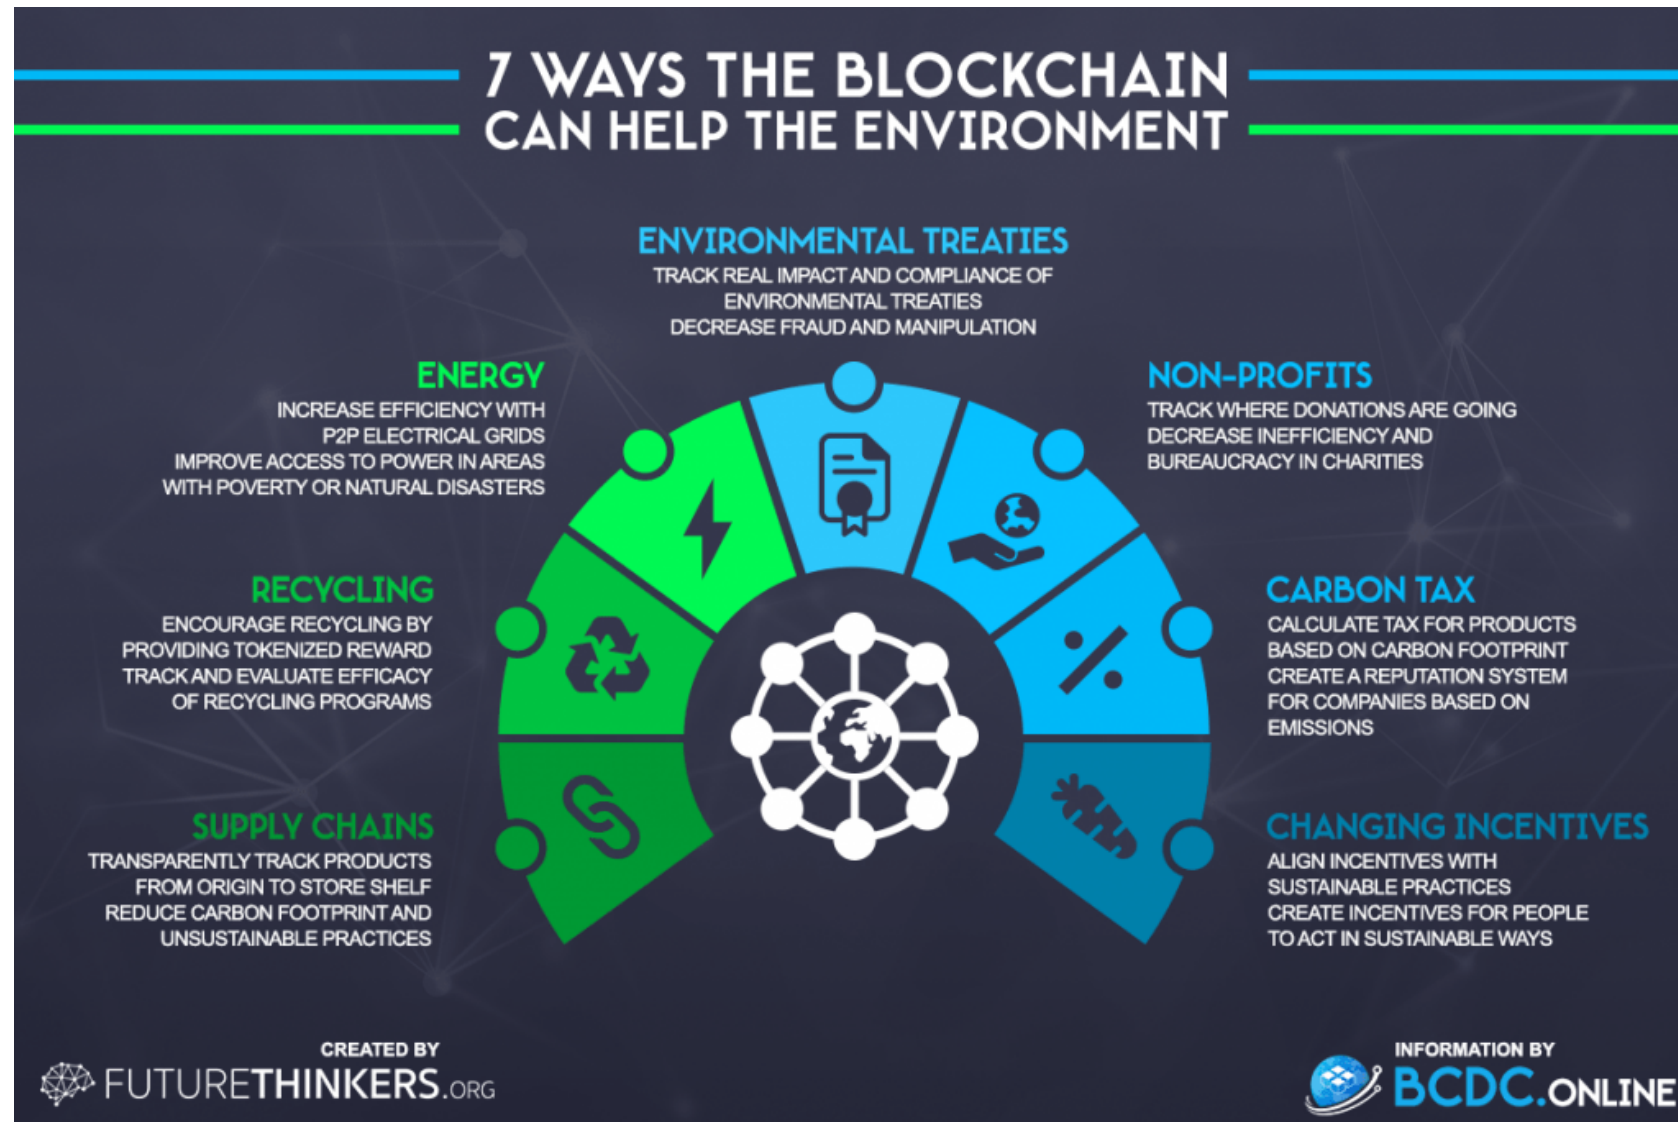 7 WAYS THE BLOCKCHAIN
CAN HELP THE ENVIRONMENT
ENVIRONMENTAL TREATIES
TRACK REAL IMPACT AND COMPLIANCE OF
ENVIRONMENTAL TREATIES
DECREASE FRAUD AND MANIPULATION
ENERGY
INCREASE EFFICIENCY WITH
P2P ELECTRICAL GRIDS
IMPROVE ACCESS TO POWER IN AREAS
WITH POVERTY OR NATURAL DISASTERS
NON-PROFITS
TRACK WHERE DONATIONS ARE GOING
DECREASE INEFFICIENCY AND
BUREAUCRACY IN CHARITIES
RECYCLING
ENCOURAGE RECYCLING BY
PROVIDING TOKENIZED REWARD
TRACK AND EVALUATE EFFICACY
OF RECYCLING PROGRAMS
CARBON TAX
CALCULATE TAX FOR PRODUCTS
BASED ON CARBON FOOTPRINT
CREATE A REPUTATION SYSTEM
FOR COMPANIES BASED ON
EMISSIONS
SUPPLY CHAINS
TRANSPARENTLY TRACK PRODUCTS
FROM ORIGIN TO STORE SHELF
REDUCE CARBON FOOTPRINT AND
UNSUSTAINABLE PRACTICES
CHANGING INCENTIVES
ALIGN INCENTIVES WITH
SUSTAINABLE PRACTICES
CREATE INCENTIVES FOR PEOPLE
TO ACT IN SUSTAINABLE WAYS
CREATED BY
FUTURETHINKERS.ORG
INFORMATION BY
BCDC.ONLINE